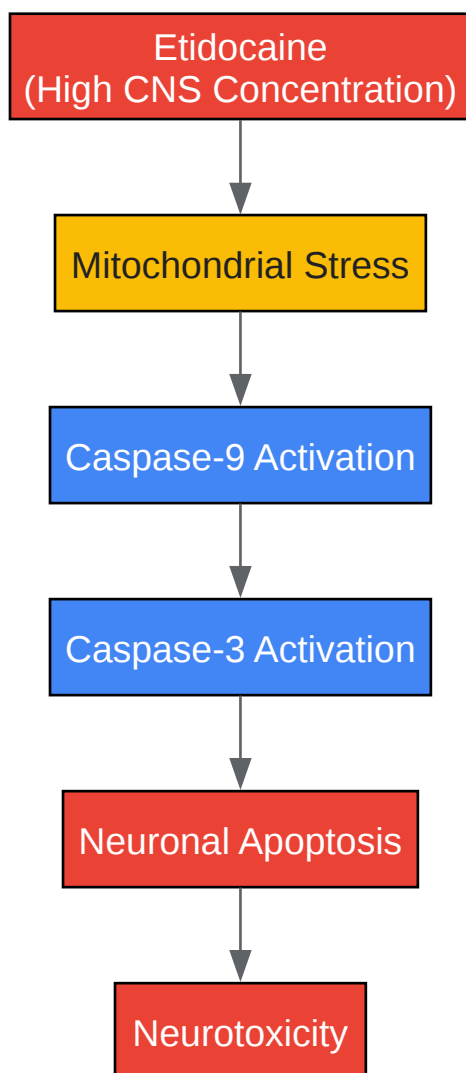 Etidocaine
(High CNS Concentration)
Mitochondrial Stress
Caspase-9 Activation
Caspase-3 Activation
Neuronal Apoptosis
Neurotoxicity